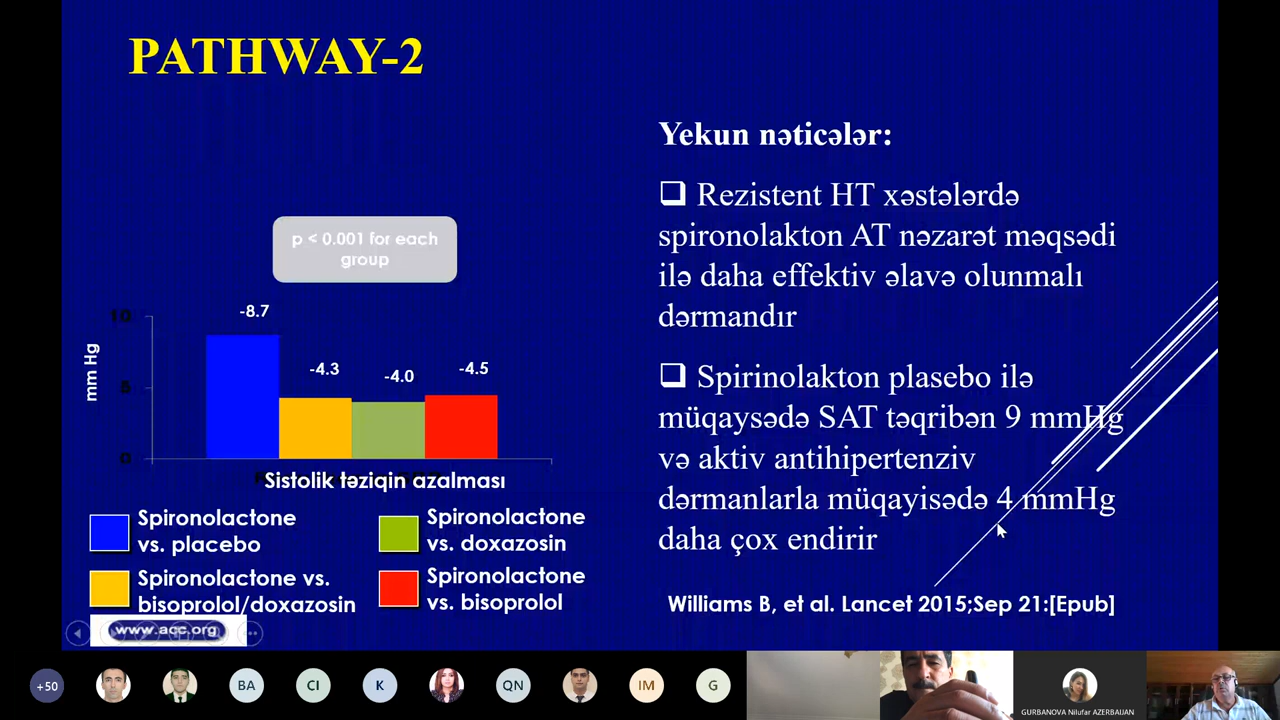 PATHWAY-2
Yekun nəticələr:
Rezistent HT xəstələrdə
spironolakton AT nəzarət məqsədi
ilə daha effektiv əlavə olunmalı
dərmandır
Spirinolakton plasebo ilə
müqaysədə SAT təqribən 9 mmHg
və aktiv antihipertenziv
dərmanlarla müqayisədə 4 mmHg
daha çox endirir
Williams B, et al. Lancet 2015;Sep 21:[Epub]
p < 0.001 for each
group
mm Hg
10
5
0
-8.7
-4.3
-4.0
-4.5
Sistolik təziqin azalması
Spironolactone
vs. placebo
Spironolactone
vs. doxazosin
Spironolactone vs.
bisoprolol/doxazosin
Spironolactone
vs. bisoprolol
www.acc.org
+50
BA
CI
K
QN
IM
G
GURBANOVA Nilufar AZERBAIJAN